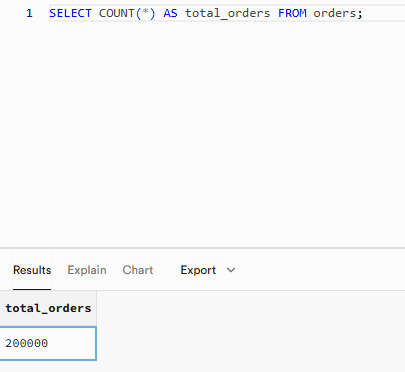 1 SELECT COUNT(*) AS total_orders FROM orders;
Results Explain Chart Export
total_orders
200000